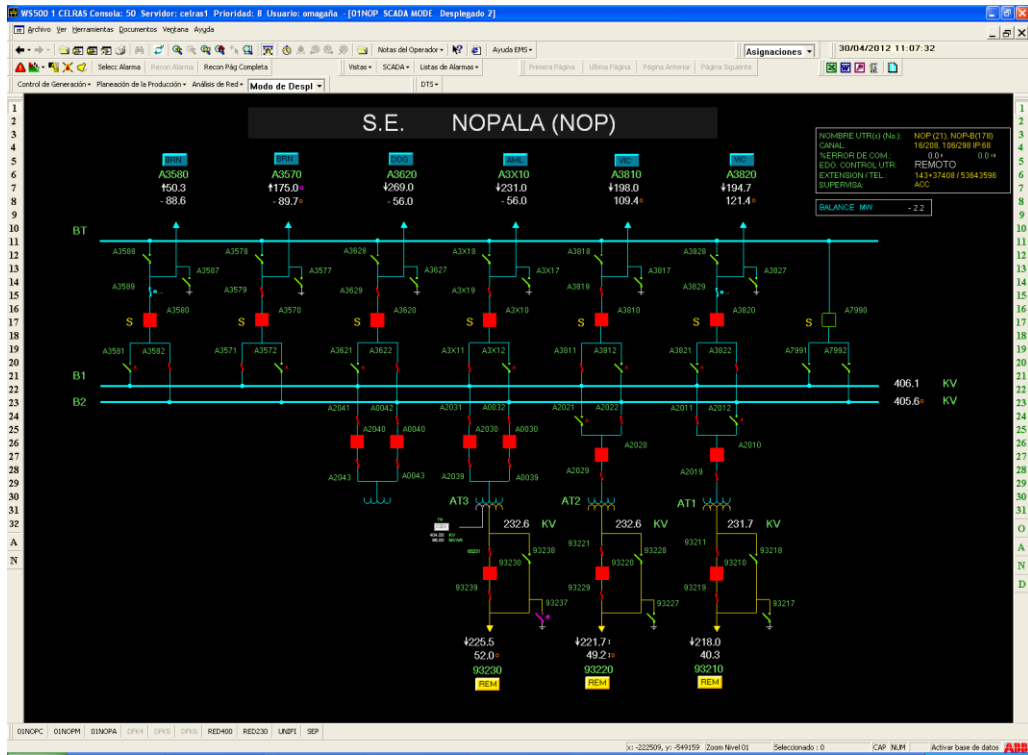 WS500 1 CELRAS Consola: 50 Servidor: celras1 Prioridad: 8 Usuario: omagaña - [01NOP SCADA MODE Desplegado 2]
Archivo Ver Herramientas Documentos Ventana Ayuda
Notas del Operador Ayuda EMS Asignaciones 30/04/2012 11:07:32
Selecc Alarma Recon Alarma Recon Pág Completa Vistas SCADA Listas de Alarmas Primera Página Ultima Página Página Anterior Página Siguiente
Control de Generación Planeación de la Producción Análisis de Red Modo de Despl DTS
S.E. NOPALA (NOP)
NOMBRE UTR(s) (No.): NOP (21), NOP-B(178)
CANAL: 16/208, 106/298 IP:68
%ERROR DE COM.: 0.0 0.0
EDO. CONTROL UTR: REMOTO
EXTENSION / TEL : 143+37408 / 53643596
SUPERVISA: ACC
BALANCE MW - 2.2
BRN BRN DOG AML VIC VIC
A3580 A3570 A3620 A3X10 A3810 A3820
↑50.3 ↑175.0 ↓269.0 ↓231.0 ↓198.0 ↓194.7
- 88.6 - 89.7 - 56.0 - 56.0 109.4 121.4
BT
A3588 A3578 A3628 A3X18 A3818 A3828
A3587 A3577 A3627 A3X17 A3817 A3827
A3589 A3579 A3629 A3X19 A3819 A3829
A3580 A3570 A3620 A3X10 A3810 A3820 A7990
S S S S S S S
A3581 A3582 A3571 A3572 A3621 A3622 A3X11 A3X12 A3811 A3812 A3821 A3822 A7991 A7992
B1
406.1 KV
B2 405.6 KV
A2041 A0042 A2031 A0032 A2021 A2022 A2011 A2012
A2040 A0040 A2030 A0030 A2020 A2010
A2043 A0043 A2039 A0039 A2029 A2019
AT3 AT2 AT1
232.6 KV 232.6 KV 231.7 KV
404.00 KV
93231 93238 93221 93228 93211 93218
93230 93220 93210
93239 93229 93219
93237 93227 93217
↓225.5 ↓221.7 ↓218.0
52.0 49.2 40.3
93230 93220 93210
REM REM REM
01NOPC 01NOPM 01NOPA DFK4 DFK5 DFK6 RED400 RED230 UNIFI SEP
x: -222509, y: -549159 Zoom Nivel 01 Seleccionado : 0 CAP NUM Activar base de datos ABB